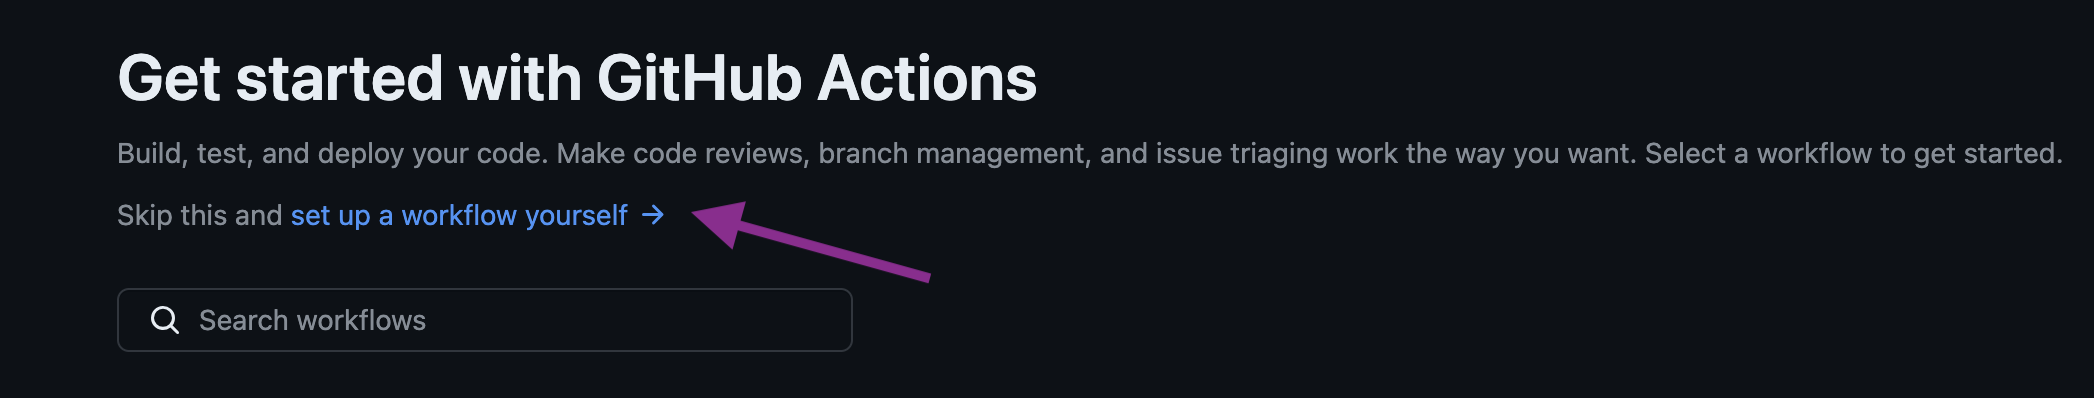 Get started with GitHub Actions
Build, test, and deploy your code. Make code reviews, branch management, and issue triaging work the way you want. Select a workflow to get started.
Skip this and set up a workflow yourself →
Search workflows